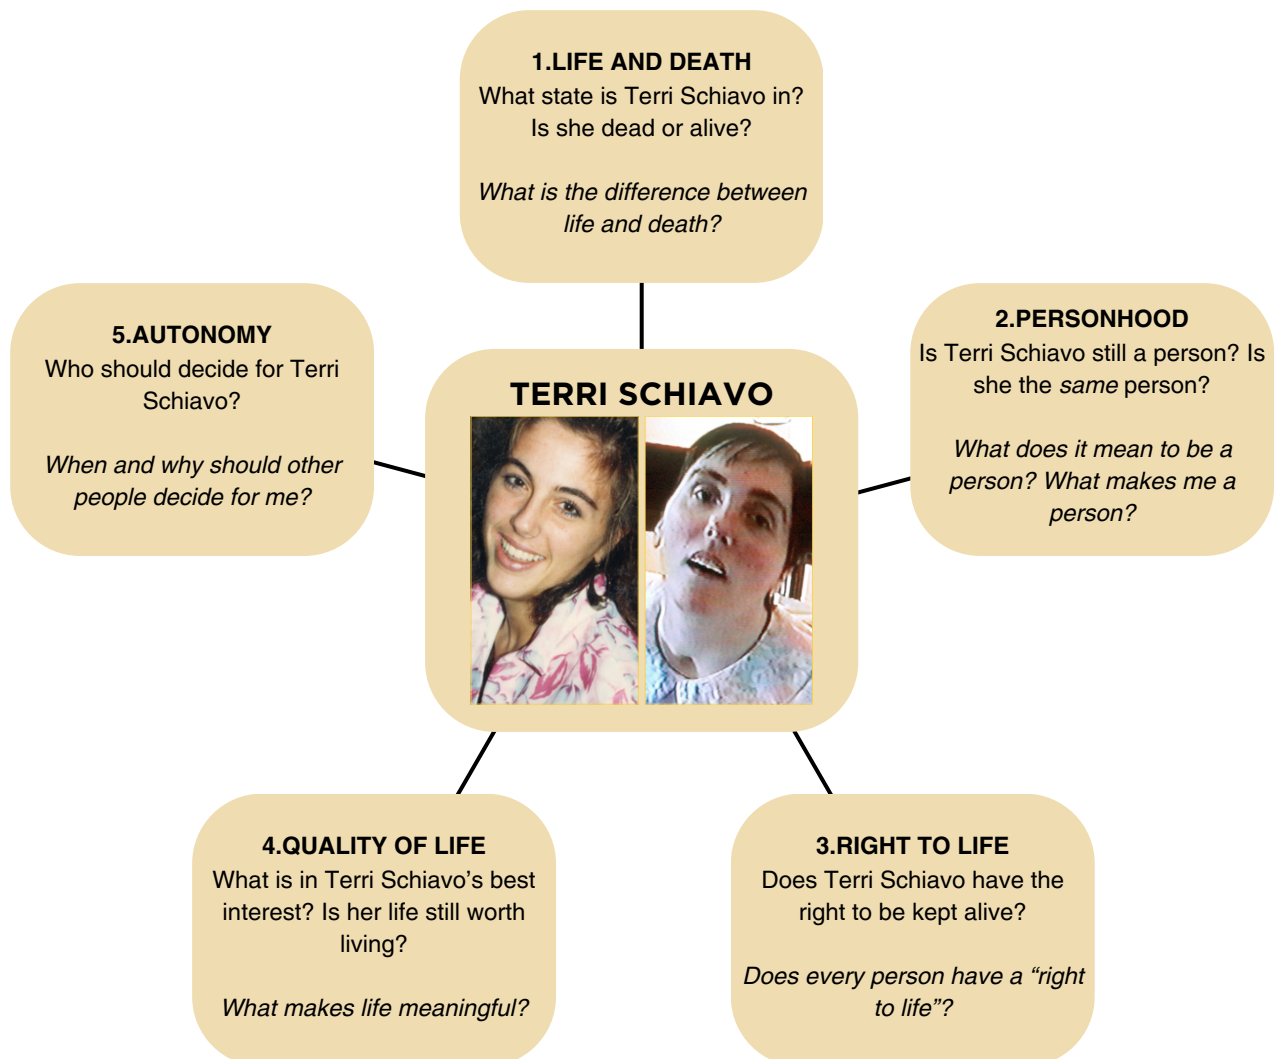 1.LIFE AND DEATH
What state is Terri Schiavo in?
Is she dead or alive?
What is the difference between
life and death?
2.PERSONHOOD
Is Terri Schiavo still a person? Is
she the same person?
What does it mean to be a
person? What makes me a
person?
TERRI SCHIAVO
5.AUTONOMY
Who should decide for Terri
Schiavo?
When and why should other
people decide for me?
4.QUALITY OF LIFE
What is in Terri Schiavo’s best
interest? Is her life still worth
living?
What makes life meaningful?
3.RIGHT TO LIFE
Does Terri Schiavo have the
right to be kept alive?
Does every person have a “right
to life”?